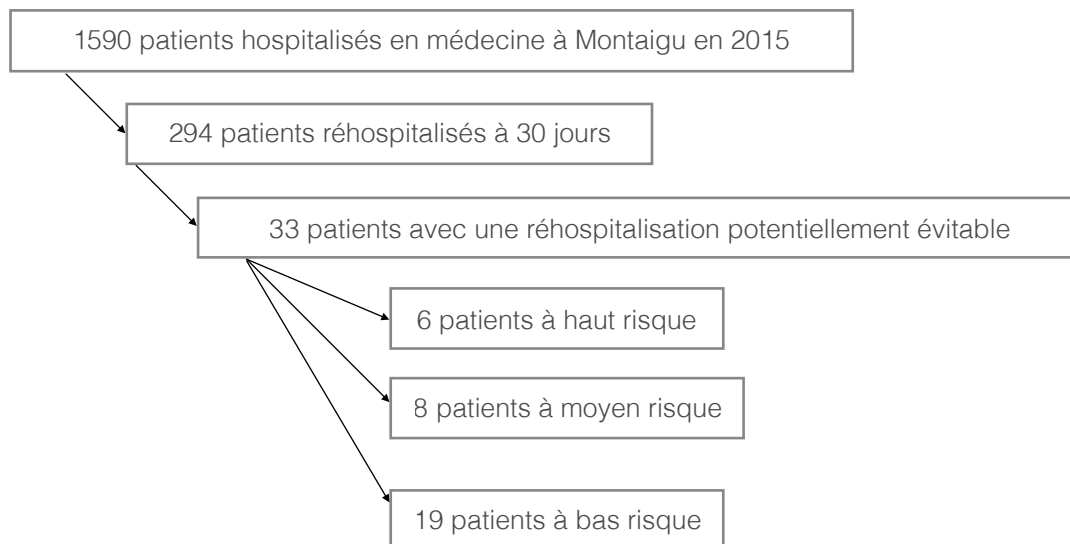 1590 patients hospitalisés en médecine à Montaigu en 2015
294 patients réhospitalisés à 30 jours
33 patients avec une réhospitalisation potentiellement évitable
6 patients à haut risque
8 patients à moyen risque
19 patients à bas risque